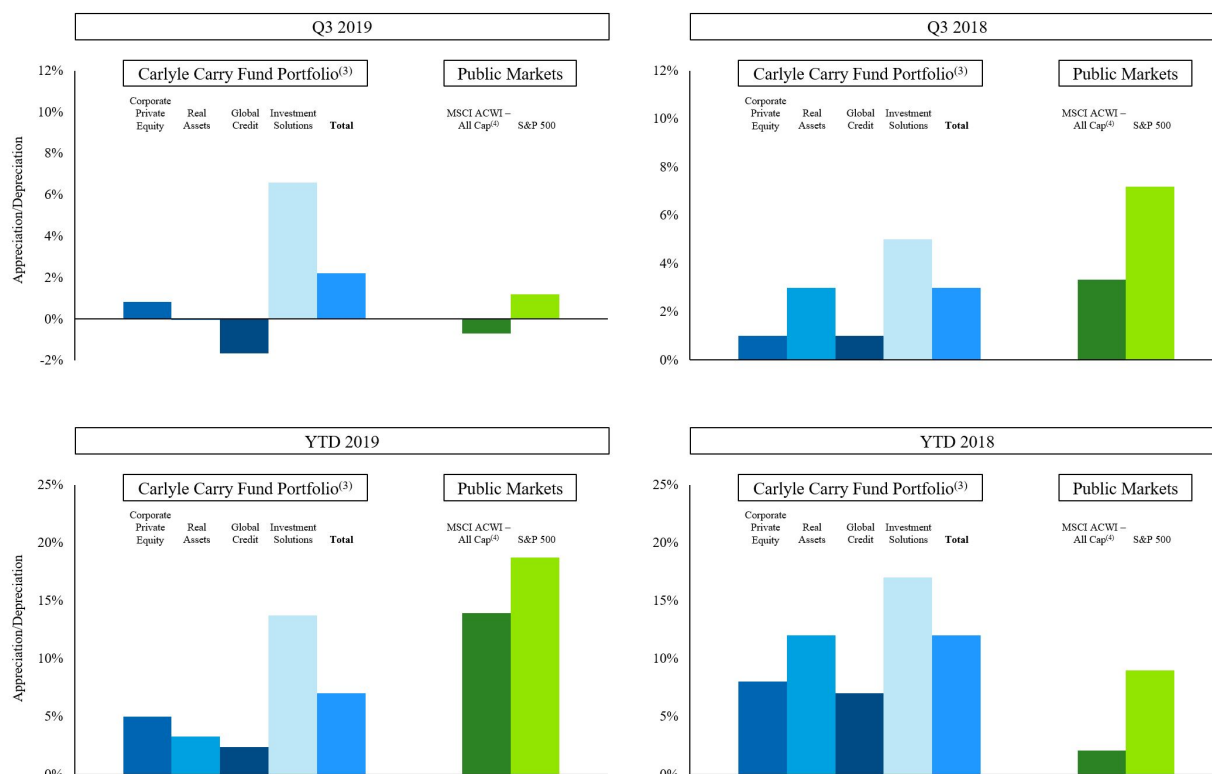 Q3 2019
Carlyle Carry Fund Portfolio(3)
Public Markets
Corporate
Private
Equity
Real
Assets
Global
Credit
Investment
Solutions
Total
MSCI ACWI –
All Cap(4)
S&P 500
Appreciation/Depreciation
12%
10%
8%
6%
4%
2%
0%
-2%
Q3 2018
Carlyle Carry Fund Portfolio(3)
Public Markets
Corporate
Private
Equity
Real
Assets
Global
Credit
Investment
Solutions
Total
MSCI ACWI –
All Cap(4)
S&P 500
12%
10%
8%
6%
4%
2%
0%
YTD 2019
Carlyle Carry Fund Portfolio(3)
Public Markets
Corporate
Private
Equity
Real
Assets
Global
Credit
Investment
Solutions
Total
MSCI ACWI –
All Cap(4)
S&P 500
Appreciation/Depreciation
25%
20%
15%
10%
5%
0%
YTD 2018
Carlyle Carry Fund Portfolio(3)
Public Markets
Corporate
Private
Equity
Real
Assets
Global
Credit
Investment
Solutions
Total
MSCI ACWI –
All Cap(4)
S&P 500
25%
20%
15%
10%
5%
0%